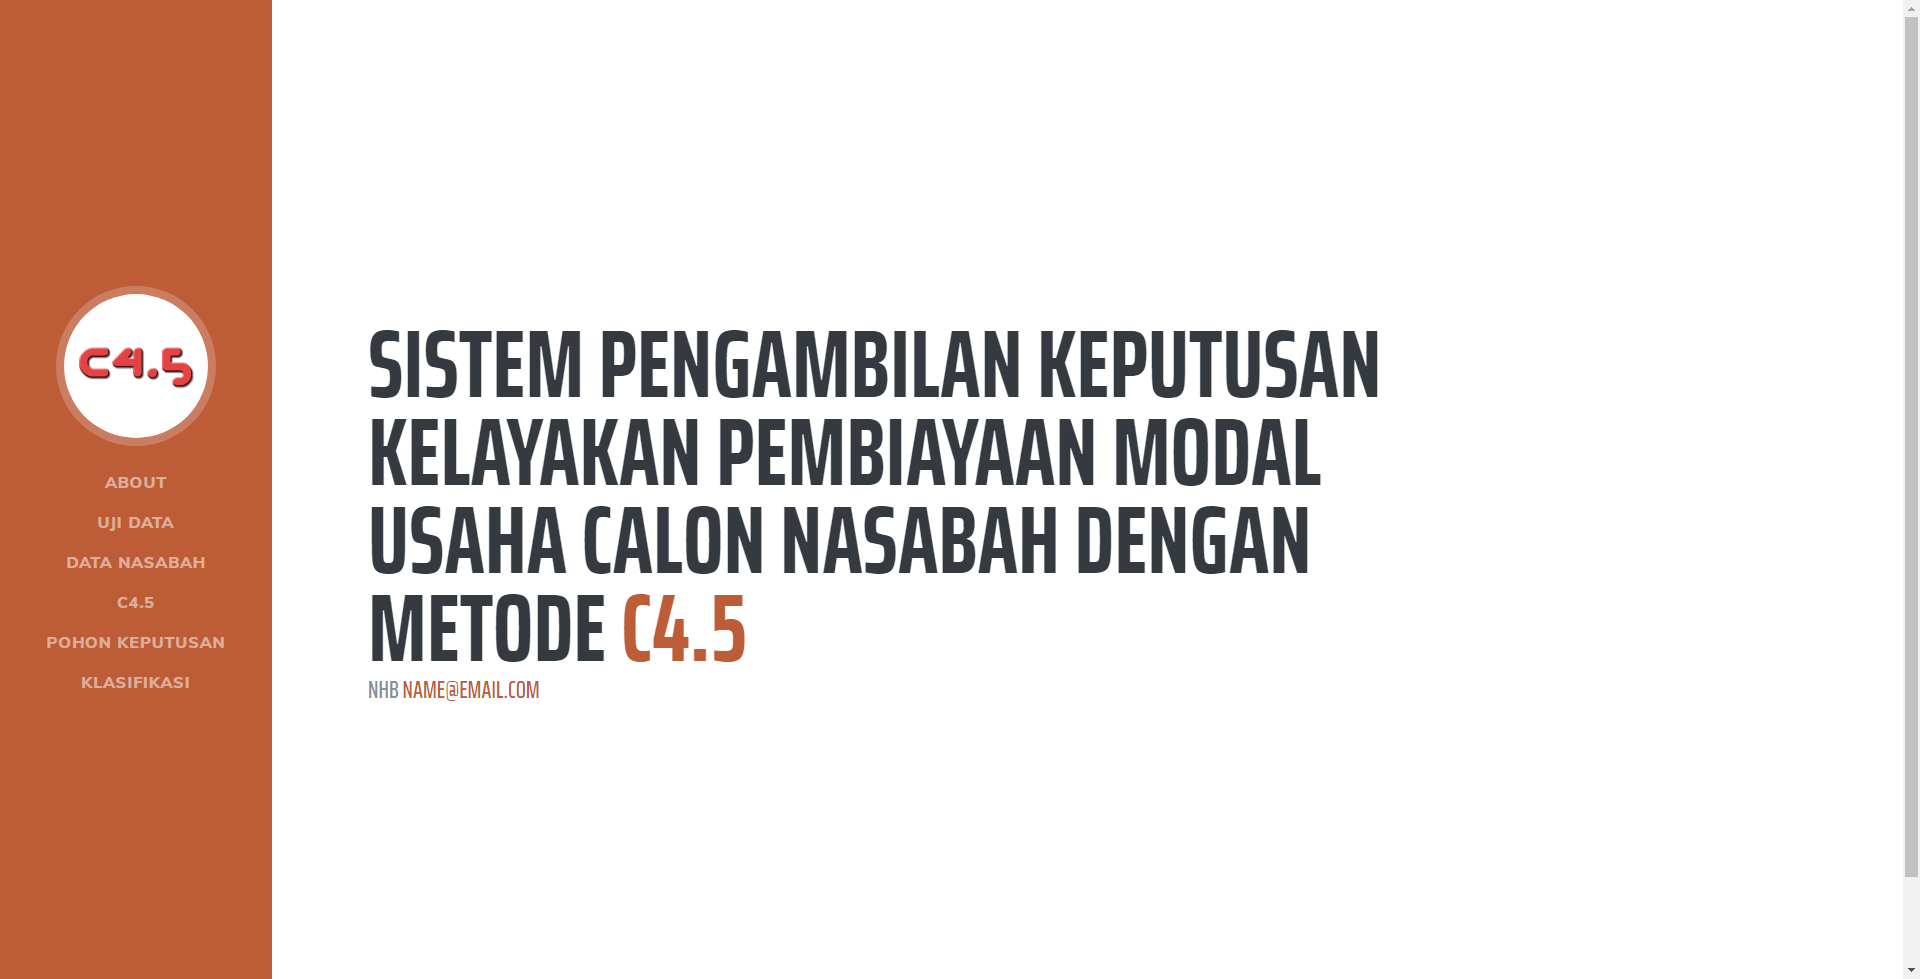 C4.5
ABOUT
UJI DATA
DATA NASABAH
C4.5
POHON KEPUTUSAN
KLASIFIKASI
SISTEM PENGAMBILAN KEPUTUSAN
KELAYAKAN PEMBIAYAAN MODAL
USAHA CALON NASABAH DENGAN
METODE C4.5
NHB NAME@EMAIL.COM